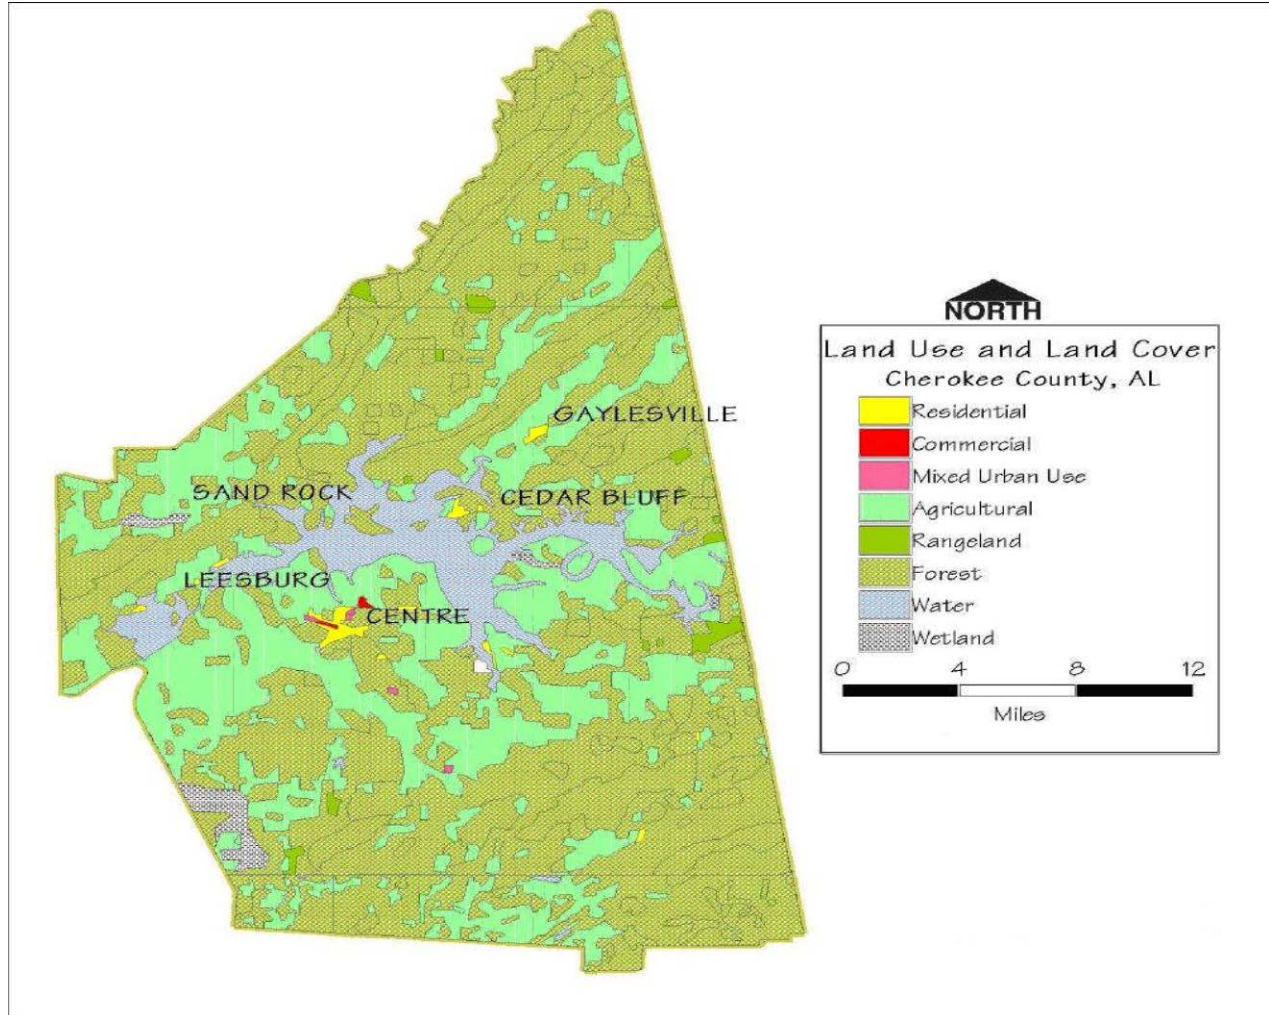 GAYLESVILLE
SAND ROCK
CEDAR BLUFF
LEESBURG
CENTRE
NORTH
Land Use and Land Cover
Cherokee County, AL
Residential
Commercial
Mixed Urban Use
Agricultural
Rangeland
Forest
Water
Wetland
0 4 8 12
Miles